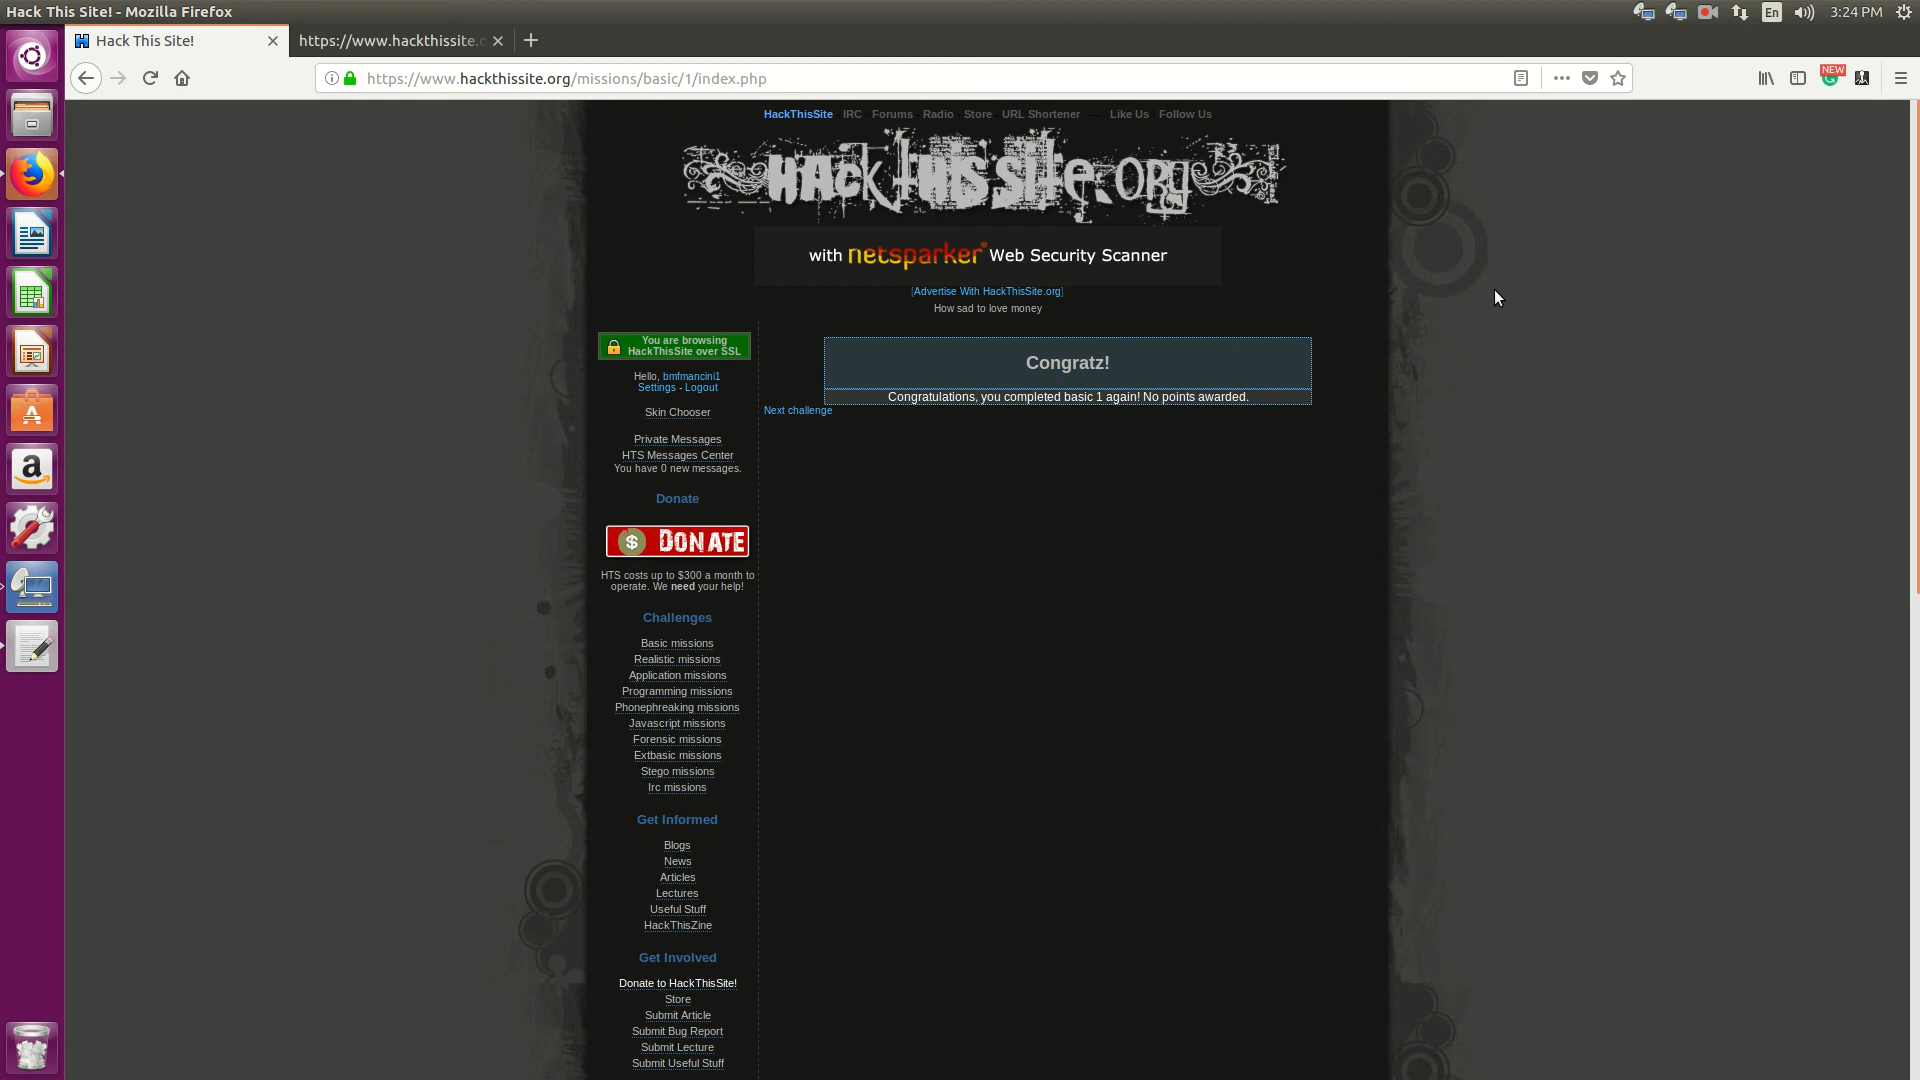 Hack This Site! - Mozilla Firefox
En
3:24 PM
Hack This Site!
https://www.hackthissite.o
https://www.hackthissite.org/missions/basic/1/index.php
NEW
HackThisSite IRC Forums Radio Store URL Shortener --- Like Us Follow Us
HAck THIS SITE.ORG
with netsparker® Web Security Scanner
[Advertise With HackThisSite.org]
How sad to love money
You are browsing
HackThisSite over SSL
Hello, bmfmancini1
Settings - Logout
Skin Chooser
Private Messages
HTS Messages Center
You have 0 new messages.
Donate
$ DONATE
HTS costs up to $300 a month to
operate. We need your help!
Challenges
Basic missions
Realistic missions
Application missions
Programming missions
Phonephreaking missions
Javascript missions
Forensic missions
Extbasic missions
Stego missions
Irc missions
Get Informed
Blogs
News
Articles
Lectures
Useful Stuff
HackThisZine
Get Involved
Donate to HackThisSite!
Store
Submit Article
Submit Bug Report
Submit Lecture
Submit Useful Stuff
Congratz!
Congratulations, you completed basic 1 again! No points awarded.
Next challenge